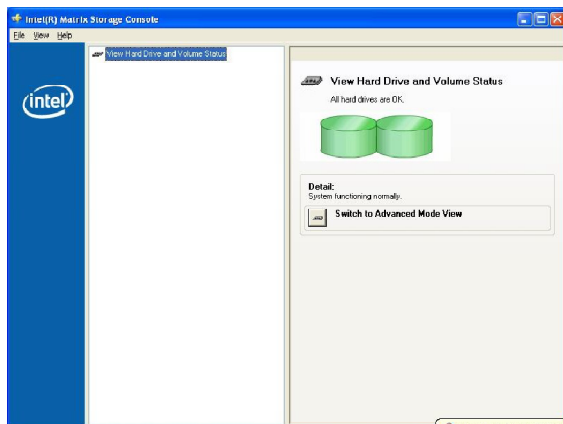 Intel(R) Matrix Storage Console
File View Help
View Hard Drive and Volume Status
intel
View Hard Drive and Volume Status
All hard drives are OK.
Detail:
System functioning normally.
Switch to Advanced Mode View